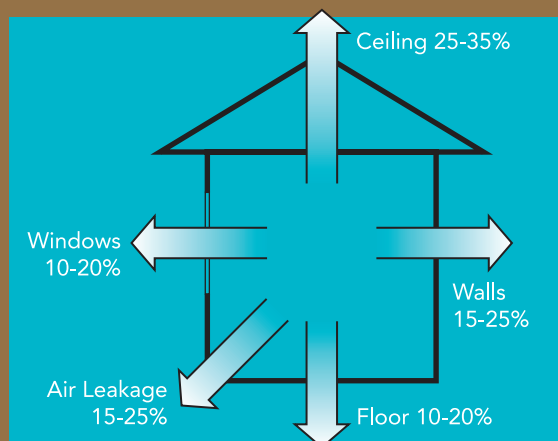 Ceiling 25-35%
Windows
10-20%
Walls
15-25%
Air Leakage
15-25%
Floor 10-20%